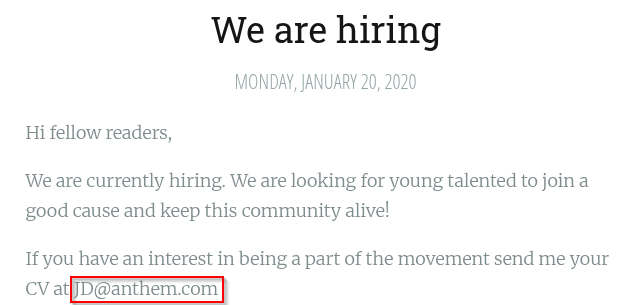 We are hiring
MONDAY, JANUARY 20, 2020
Hi fellow readers,
We are currently hiring. We are looking for young talented to join a
good cause and keep this community alive!
If you have an interest in being a part of the movement send me your
CV at JD@anthem.com